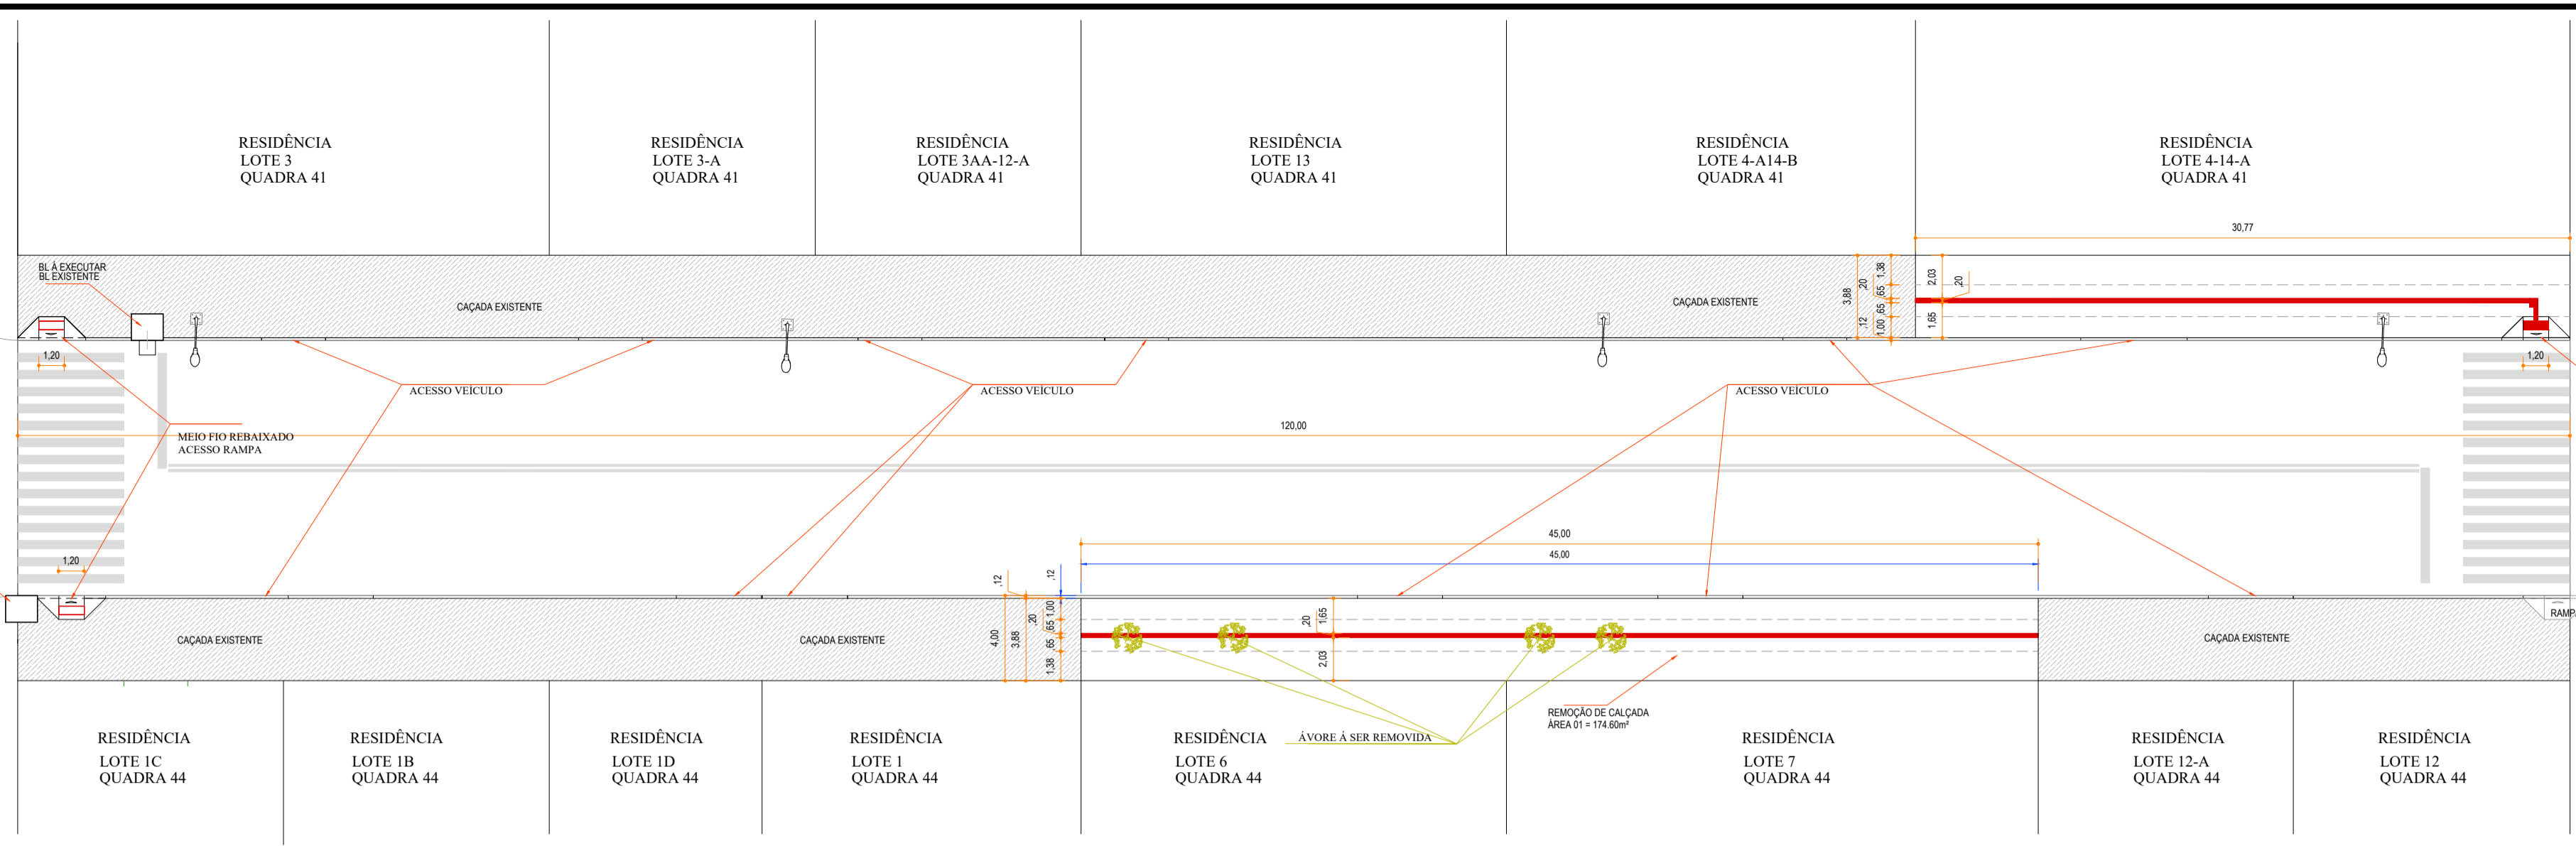 RESIDÊNCIA
LOTE 3
QUADRA 41
RESIDÊNCIA
LOTE 3-A
QUADRA 41
RESIDÊNCIA
LOTE 3AA-12-A
QUADRA 41
RESIDÊNCIA
LOTE 13
QUADRA 41
RESIDÊNCIA
LOTE 4-A14-B
QUADRA 41
RESIDÊNCIA
LOTE 4-14-A
QUADRA 41
30,77
BL À EXECUTAR
BL EXISTENTE
CAÇADA EXISTENTE
CAÇADA EXISTENTE
3,88
,20
,12
1,38
,65
,65
1,00
2,03
1,65
,20
1,20
1,20
ACESSO VEÍCULO
ACESSO VEÍCULO
ACESSO VEÍCULO
MEIO FIO REBAIXADO
ACESSO RAMPA
120,00
1,20
45,00
45,00
,12
,12
4,00
3,88
,20
1,00
,65
,65
1,38
,20
1,65
2,03
CAÇADA EXISTENTE
CAÇADA EXISTENTE
CAÇADA EXISTENTE
RAMPA
REMOÇÃO DE CALÇADA
ÁREA 01 = 174.60m²
ÁVORE Á SER REMOVIDA
RESIDÊNCIA
LOTE 1C
QUADRA 44
RESIDÊNCIA
LOTE 1B
QUADRA 44
RESIDÊNCIA
LOTE 1D
QUADRA 44
RESIDÊNCIA
LOTE 1
QUADRA 44
RESIDÊNCIA
LOTE 6
QUADRA 44
RESIDÊNCIA
LOTE 7
QUADRA 44
RESIDÊNCIA
LOTE 12-A
QUADRA 44
RESIDÊNCIA
LOTE 12
QUADRA 44